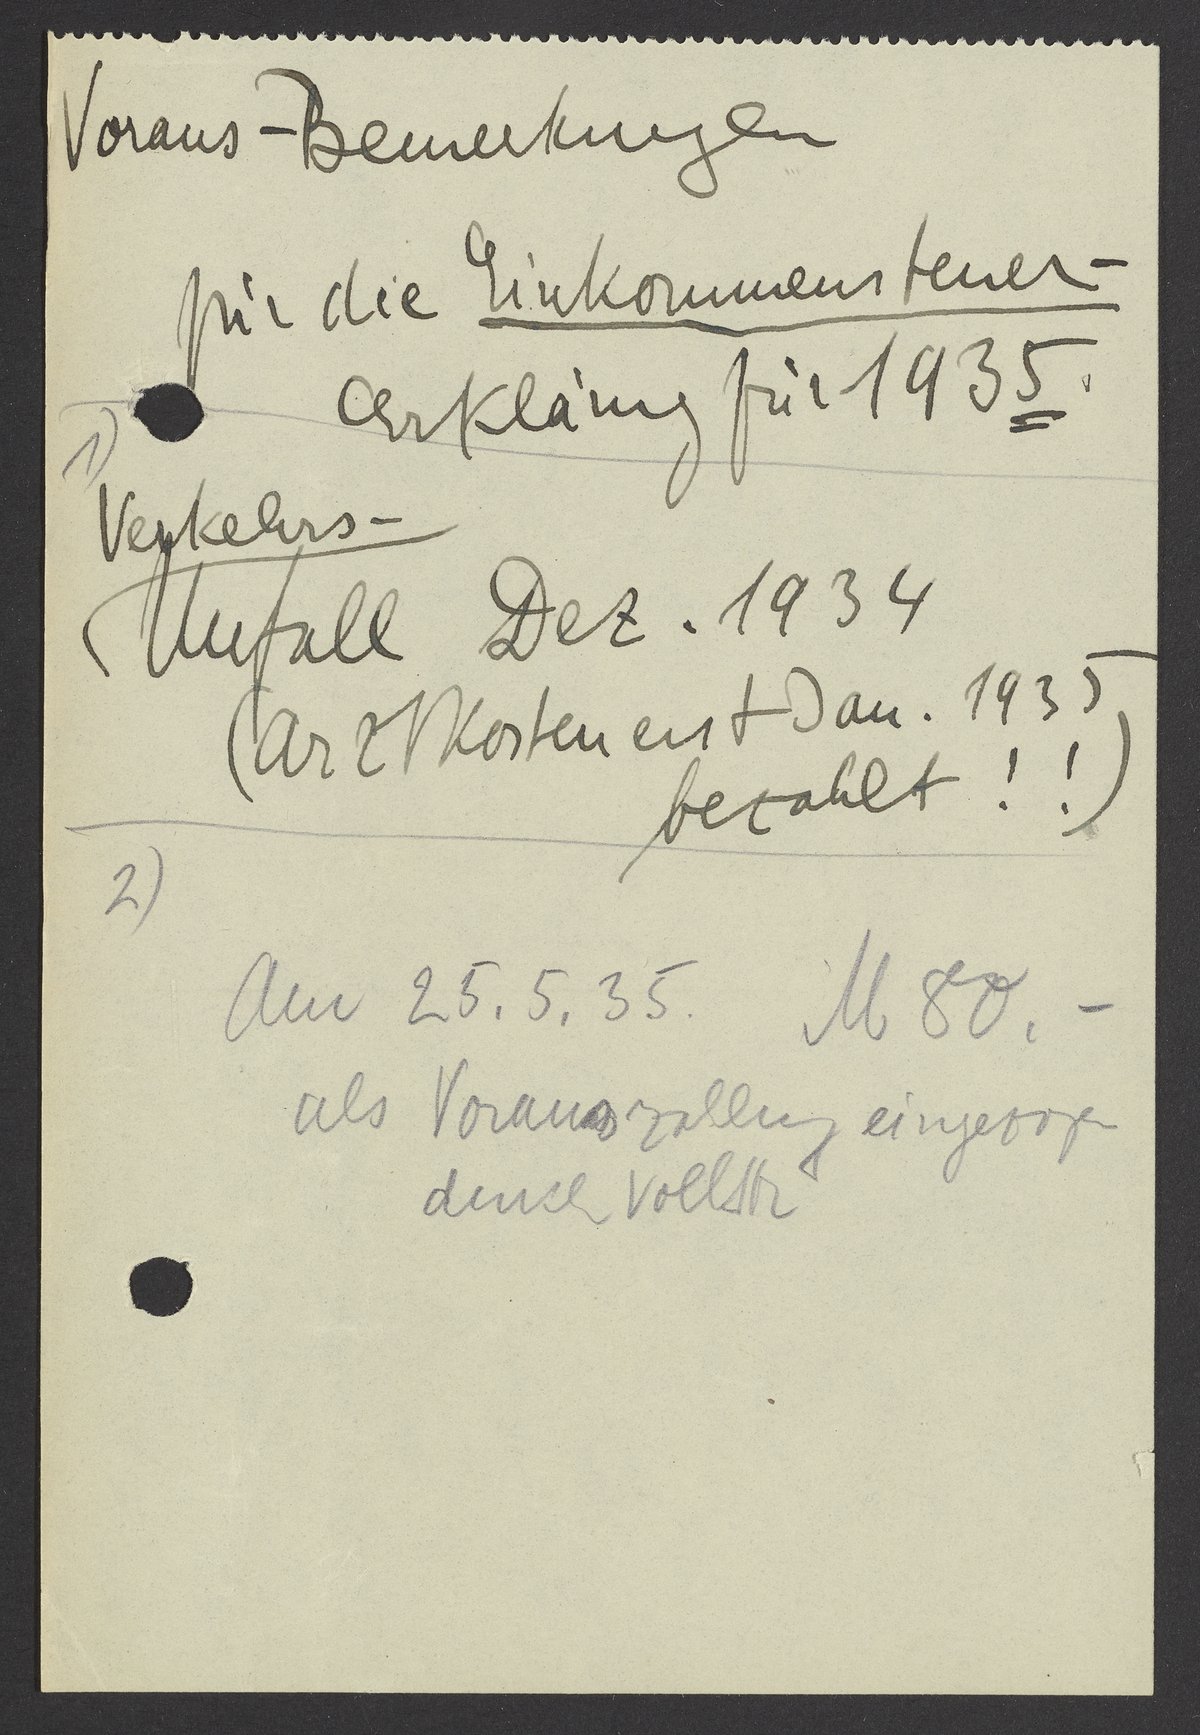 Voraus-Bemerkungen
für die Einkommensteuer-
erklärung für 1935.
1)
Verkehrs-
Unfall Dez. 1934
(Arztkosten erst Jan. 1935
bezahlt !!)
2)
Am 25.5.35. M 80.-
als Vorauszahlung eingezogen
durch Vollstr